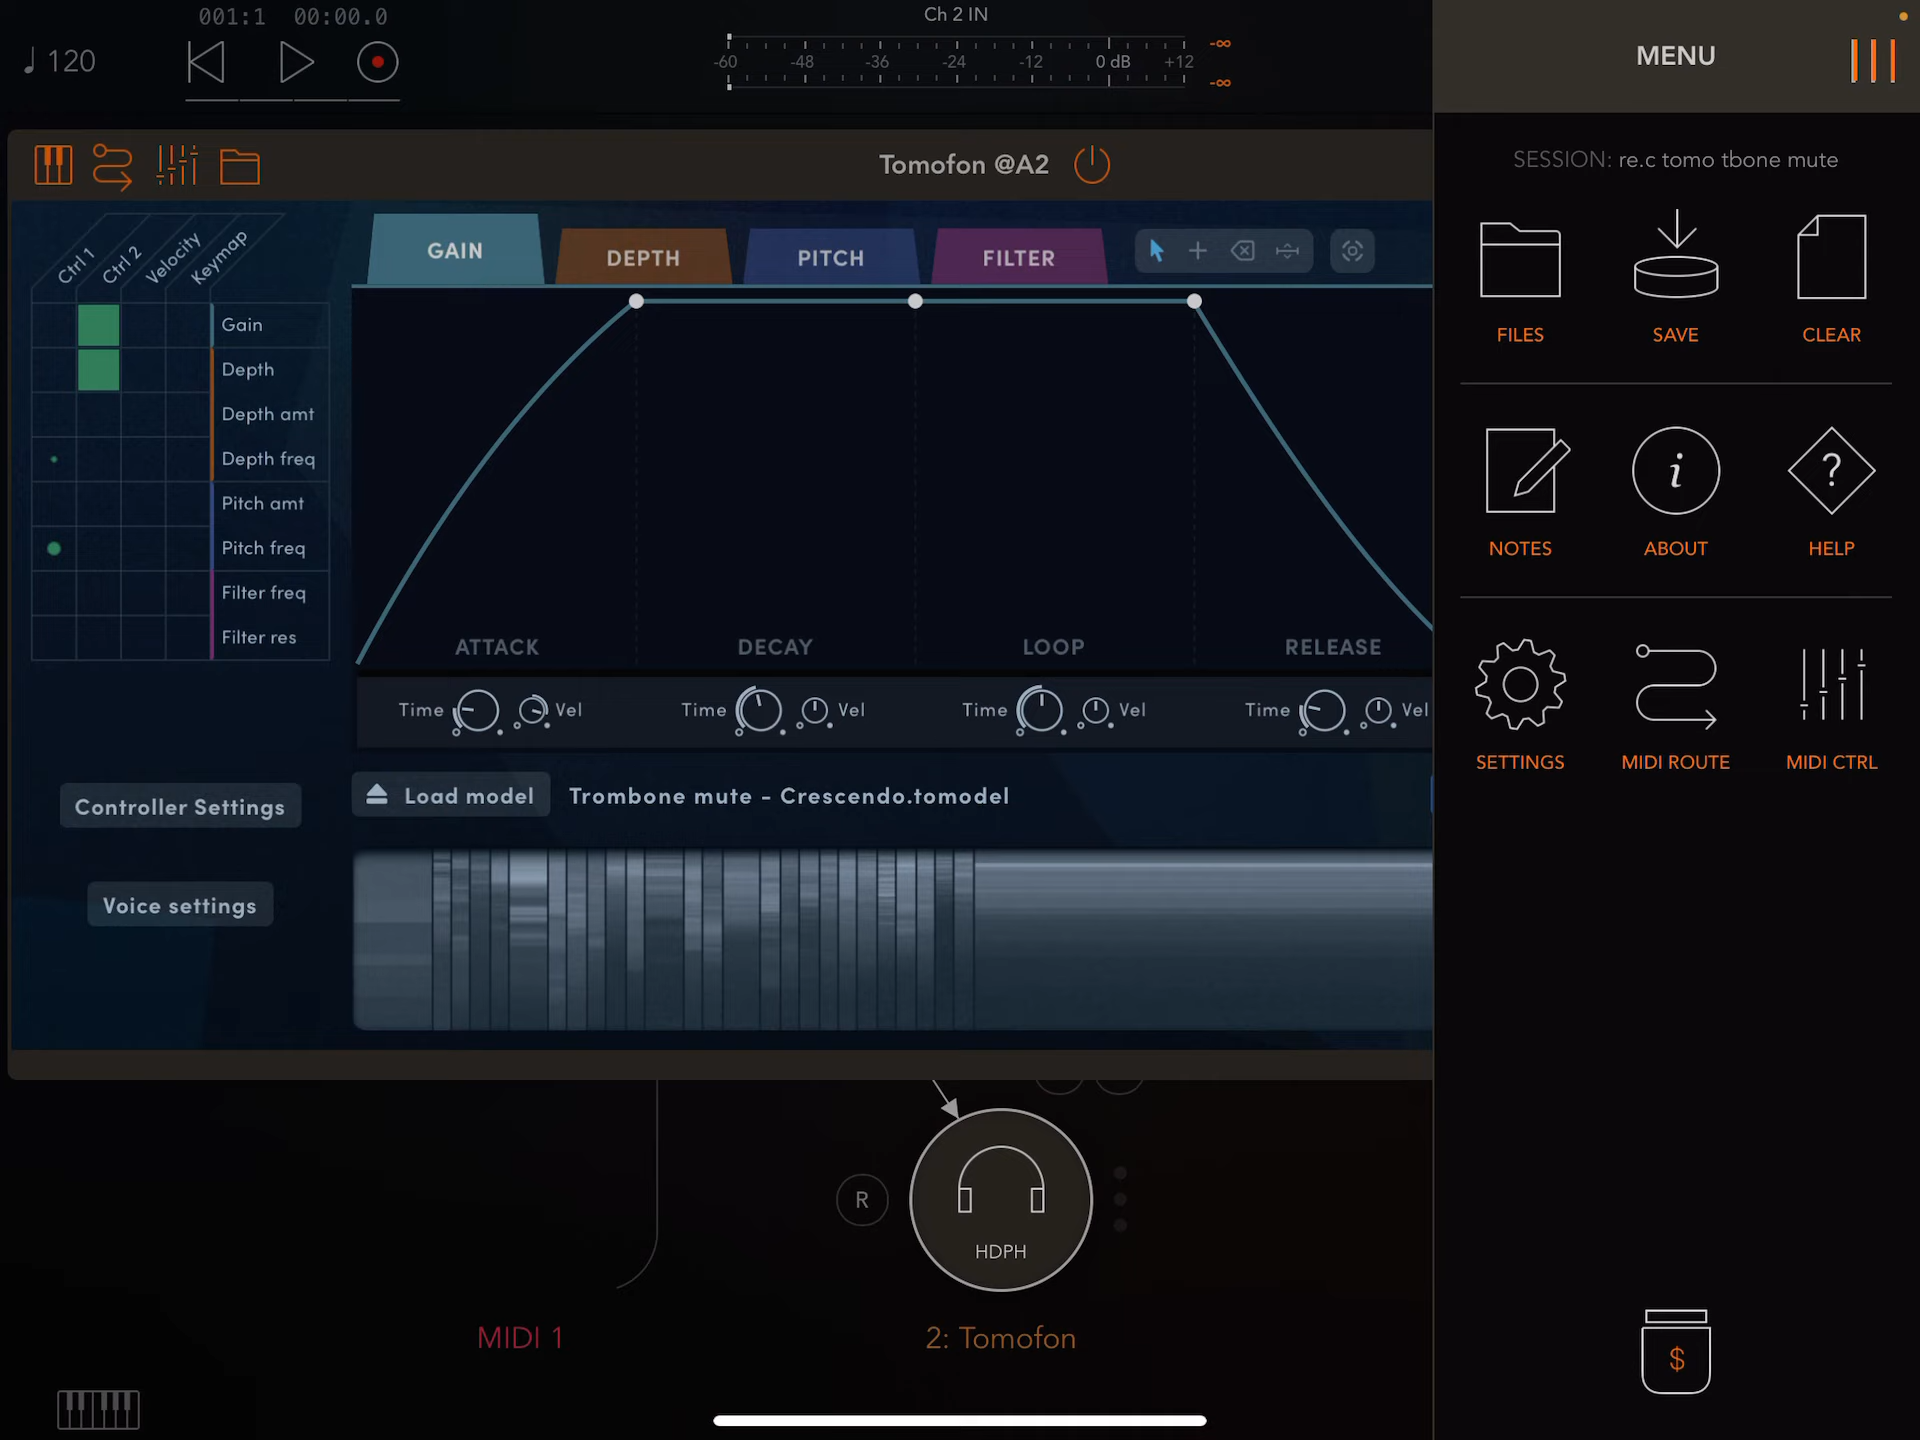 001:1 00:00.0
120
Ch 2 IN
-60 -48 -36 -24 -12 0 dB +12
-∞
-∞
MENU
SESSION: re.c tomo tbone mute
FILES SAVE CLEAR
NOTES ABOUT HELP
SETTINGS MIDI ROUTE MIDI CTRL
$
Tomofon @A2
Ctrl 1 Ctrl 2 Velocity Keymap
Gain
Depth
Depth amt
Depth freq
Pitch amt
Pitch freq
Filter freq
Filter res
GAIN DEPTH PITCH FILTER
ATTACK DECAY LOOP RELEASE
Time Vel Time Vel Time Vel Time Vel
Controller Settings
Load model Trombone mute - Crescendo.tomodel
Voice settings
R
HDPH
MIDI 1
2: Tomofon